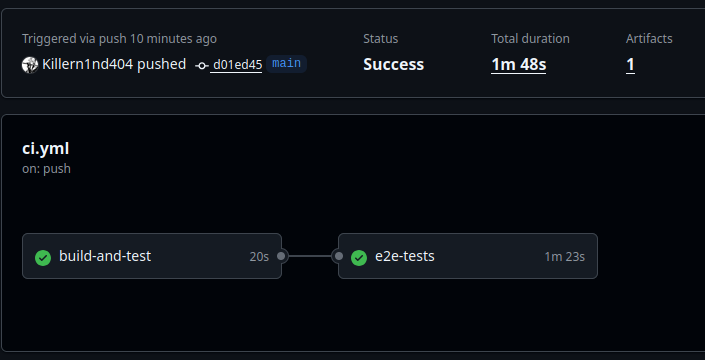 Triggered via push 10 minutes ago
Killern1nd404 pushed d01ed45 main
Status
Success
Total duration
1m 48s
Artifacts
1
ci.yml
on: push
build-and-test 20s
e2e-tests 1m 23s